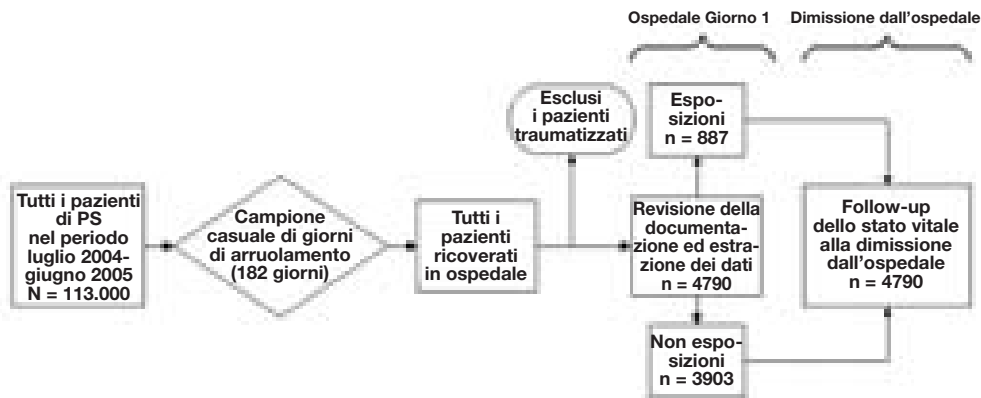 Ospedale Giorno 1
Dimissione dall'ospedale
Esclusi
i pazienti
traumatizzati
Espo-
sizioni
n = 887
Tutti i pazienti
di PS
nel periodo
luglio 2004-
giugno 2005
N = 113.000
Campione
casuale di giorni
di arruolamento
(182 giorni)
Tutti i
pazienti
ricoverati
in ospedale
Revisione della
documenta-
zione ed estra-
zione dei dati
n = 4790
Follow-up
dello stato vitale
alla dimissione
dall'ospedale
n = 4790
Non espo-
sizioni
n = 3903